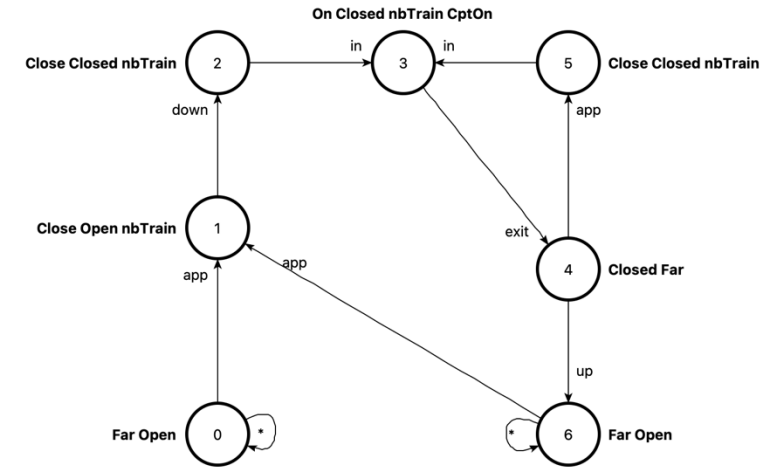 On Closed nbTrain CptOn
Close Closed nbTrain
2
in
3
in
5
Close Closed nbTrain
down
app
Close Open nbTrain
1
app
app
exit
4
Closed Far
up
Far Open
0
*
*
6
Far Open